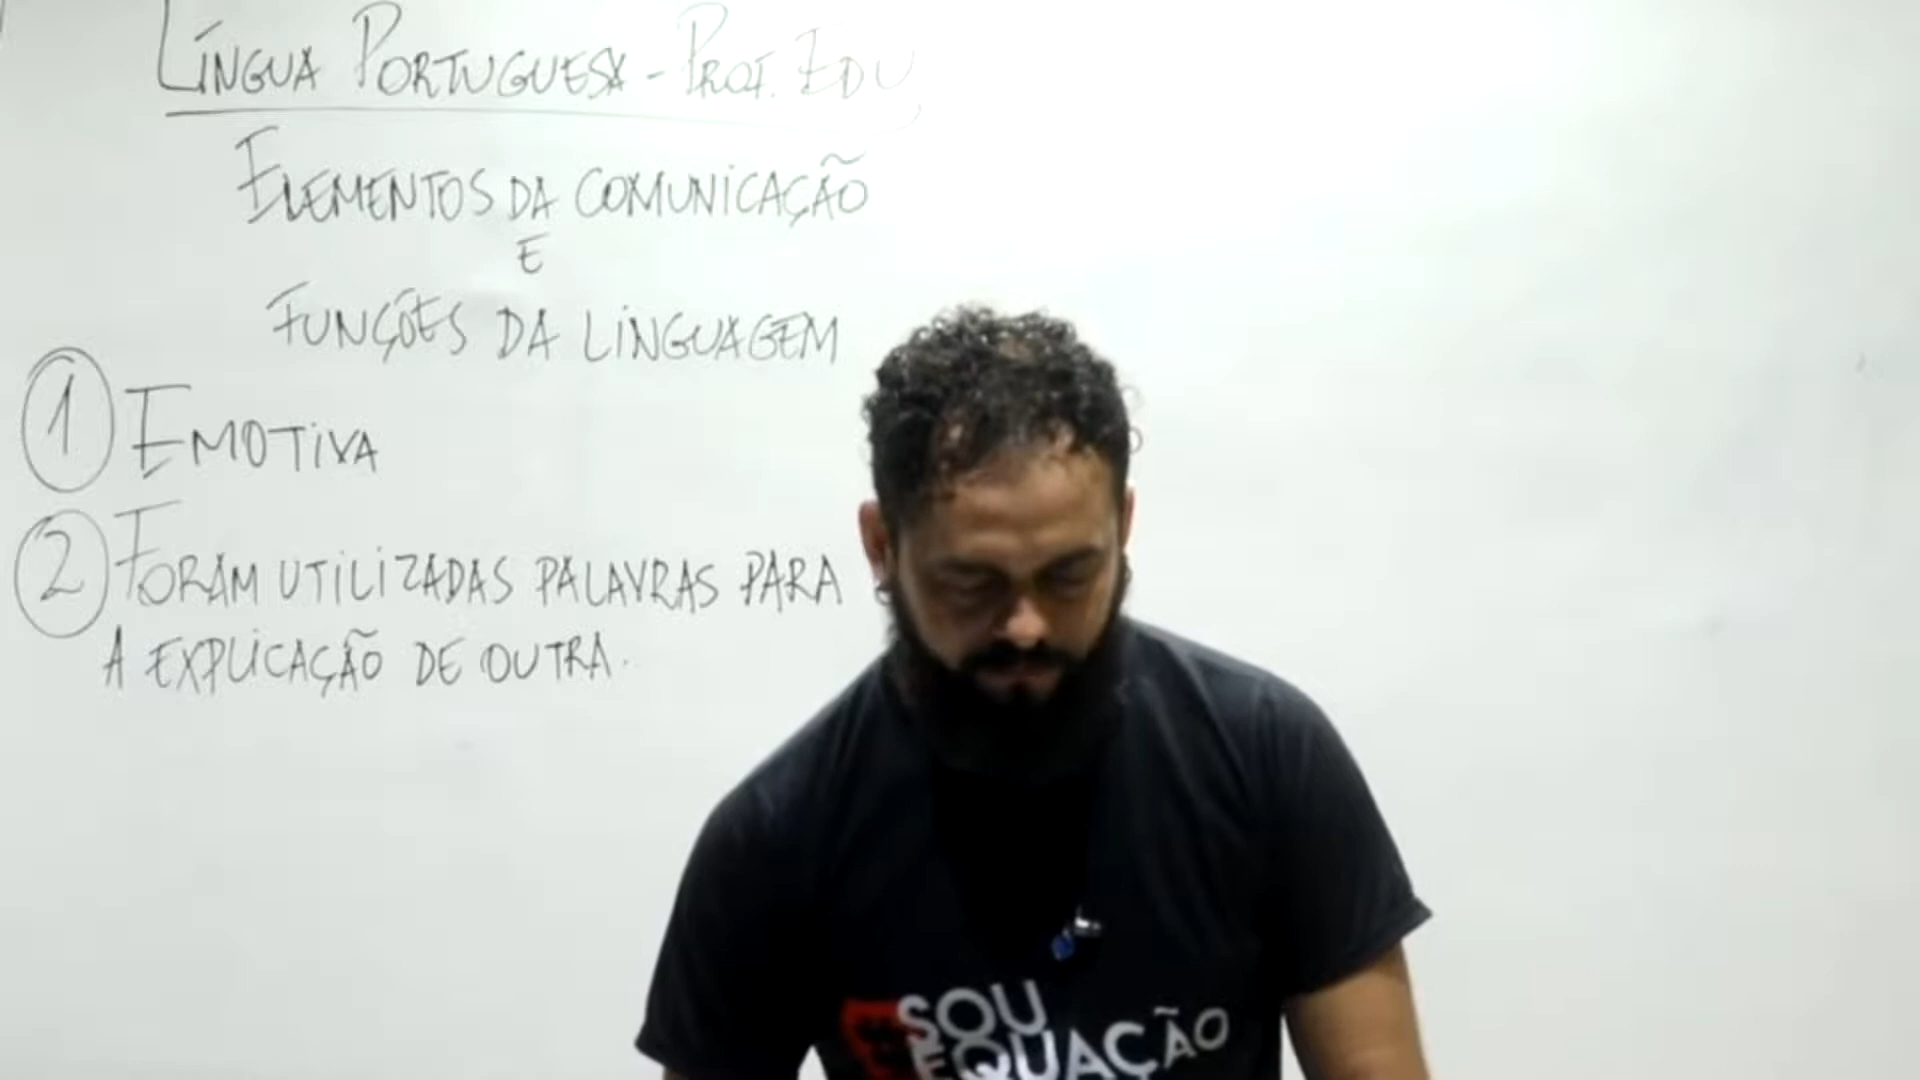 LÍNGUA PORTUGUESA - PROF. EDU
ELEMENTOS DA COMUNICAÇÃO
E
FUNÇÕES DA LINGUAGEM
1 EMOTIVA
2 FORAM UTILIZADAS PALAVRAS PARA
A EXPLICAÇÃO DE OUTRA.
SOU
EQUAÇÃO